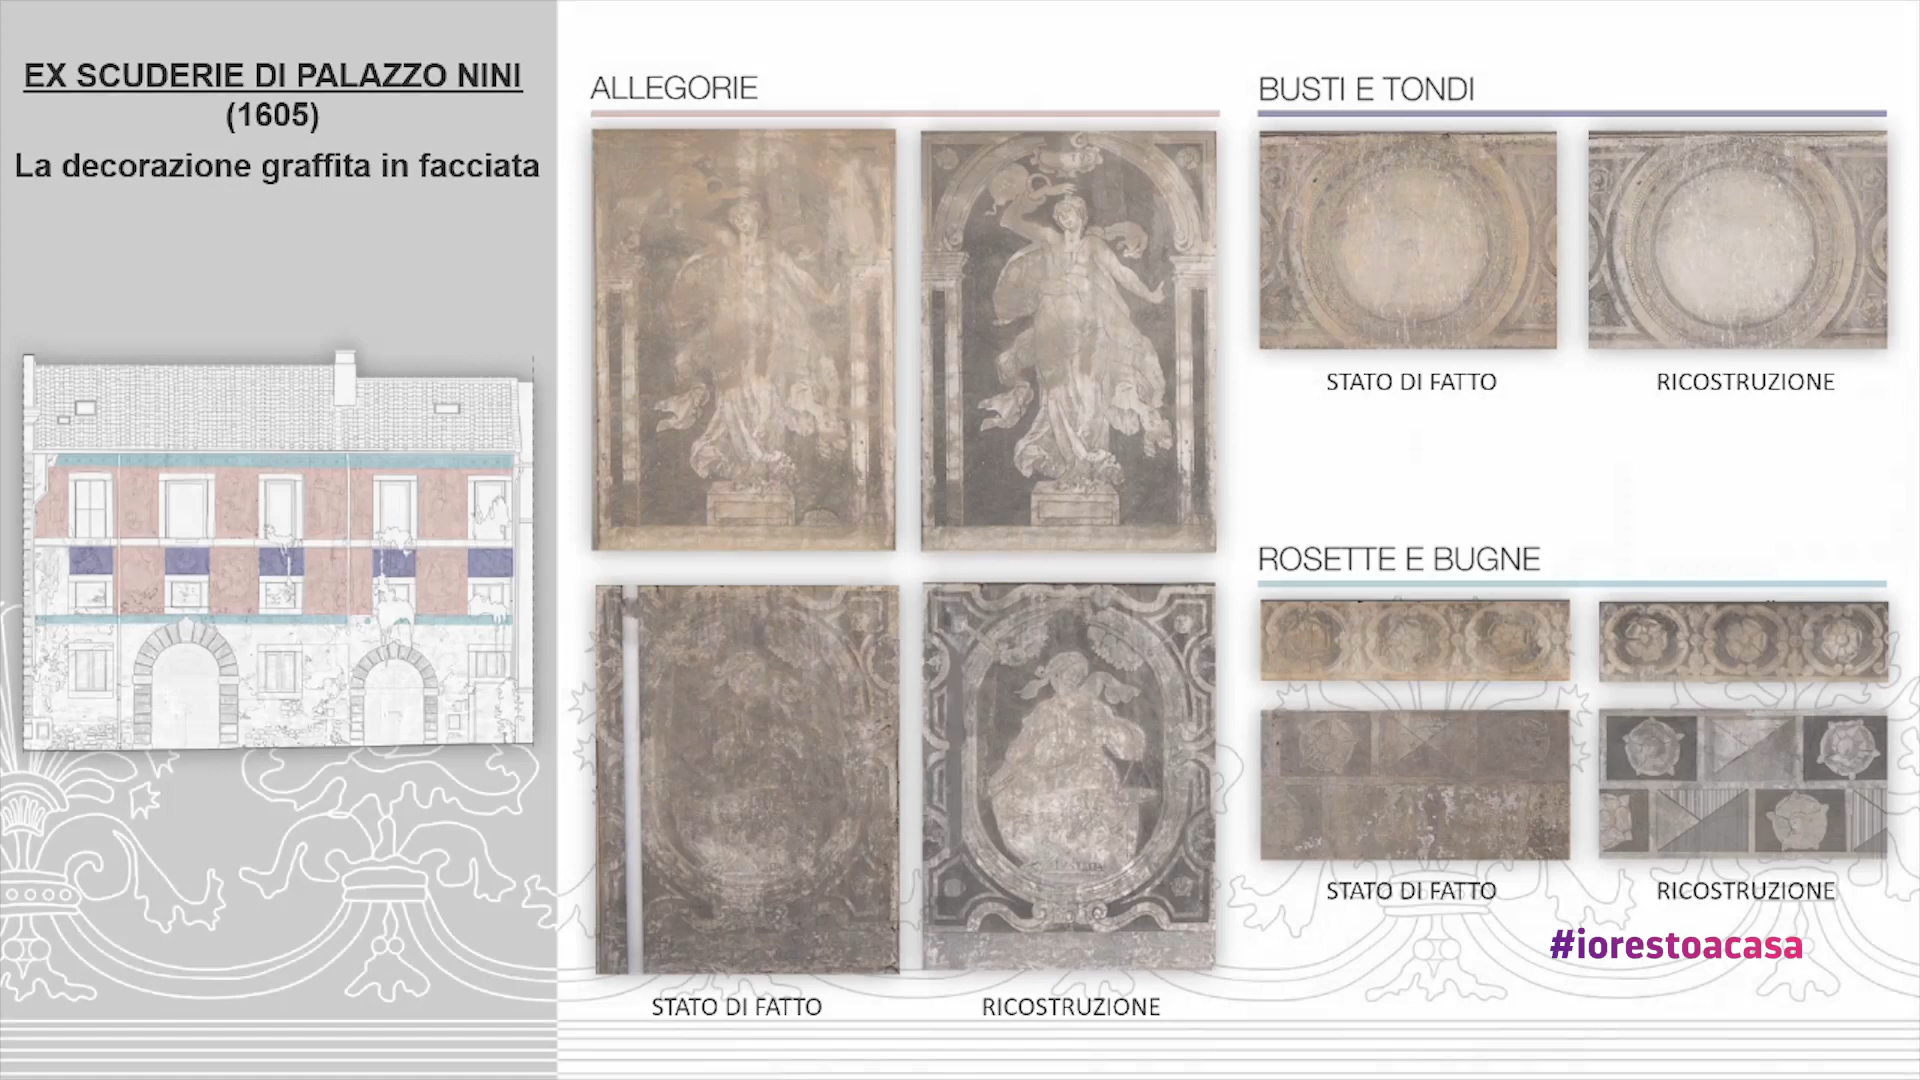 EX SCUDERIE DI PALAZZO NINI
(1605)
La decorazione graffita in facciata
ALLEGORIE
STATO DI FATTO
RICOSTRUZIONE
BUSTI E TONDI
STATO DI FATTO
RICOSTRUZIONE
ROSETTE E BUGNE
STATO DI FATTO
RICOSTRUZIONE
#iorestoacasa